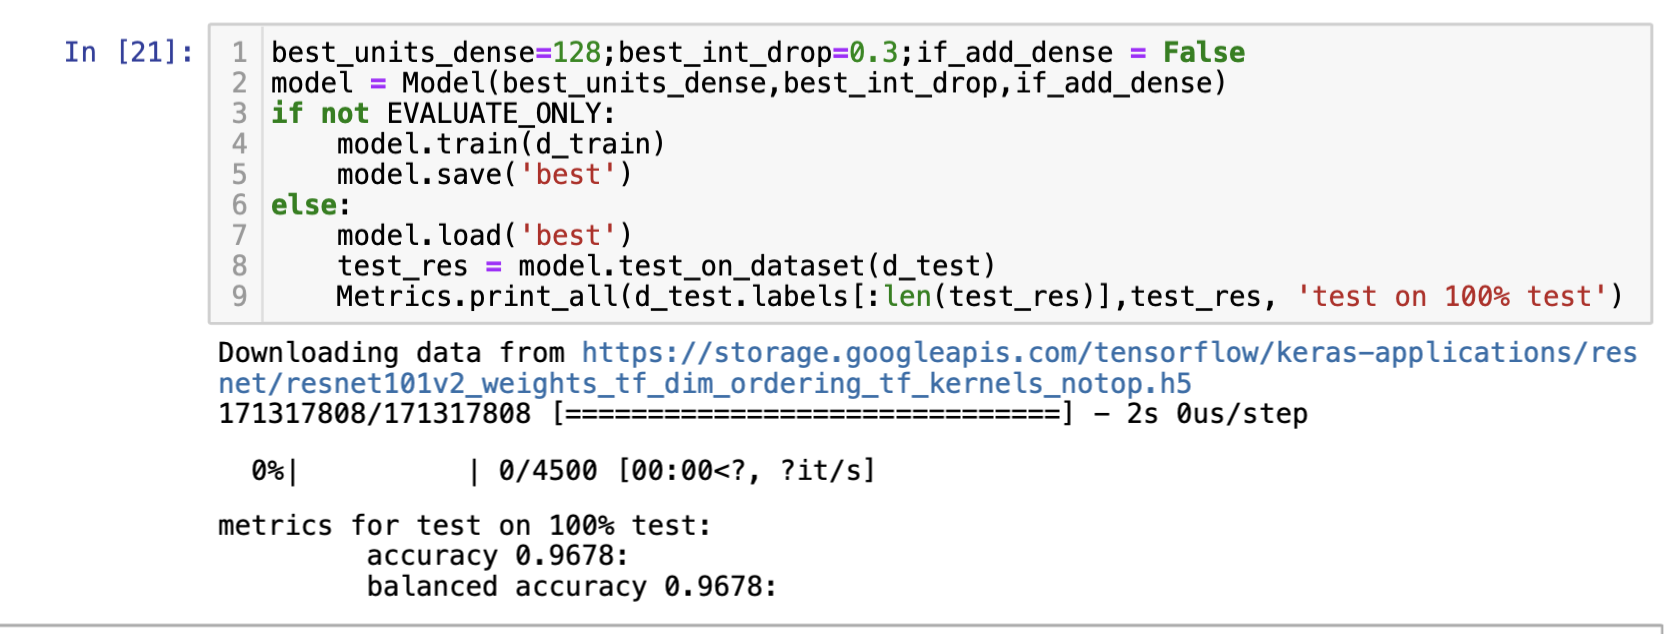 In [21]:
1 best_units_dense=128;best_int_drop=0.3;if_add_dense = False
2 model = Model(best_units_dense,best_int_drop,if_add_dense)
3 if not EVALUATE_ONLY:
4     model.train(d_train)
5     model.save('best')
6 else:
7     model.load('best')
8     test_res = model.test_on_dataset(d_test)
9     Metrics.print_all(d_test.labels[:len(test_res)],test_res, 'test on 100% test')
Downloading data from https://storage.googleapis.com/tensorflow/keras-applications/res
net/resnet101v2_weights_tf_dim_ordering_tf_kernels_notop.h5
171317808/171317808 [==============================] - 2s 0us/step
0%|          | 0/4500 [00:00<?, ?it/s]
metrics for test on 100% test:
accuracy 0.9678:
balanced accuracy 0.9678: